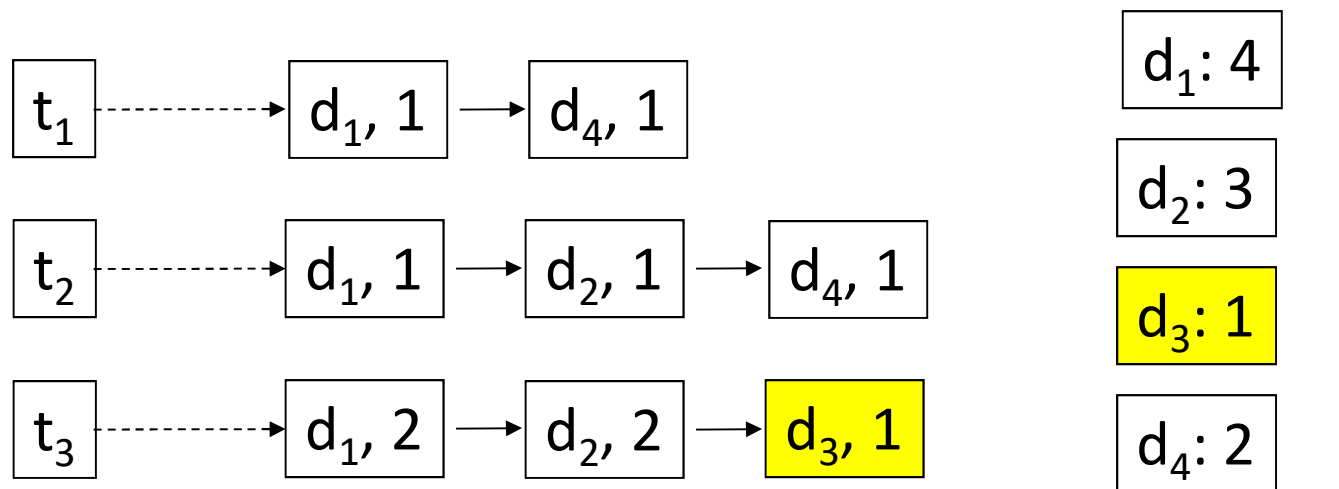 t₁ d₁, 1 d₄, 1
t₂ d₁, 1 d₂, 1 d₄, 1
t₃ d₁, 2 d₂, 2 d₃, 1
d₁: 4
d₂: 3
d₃: 1
d₄: 2